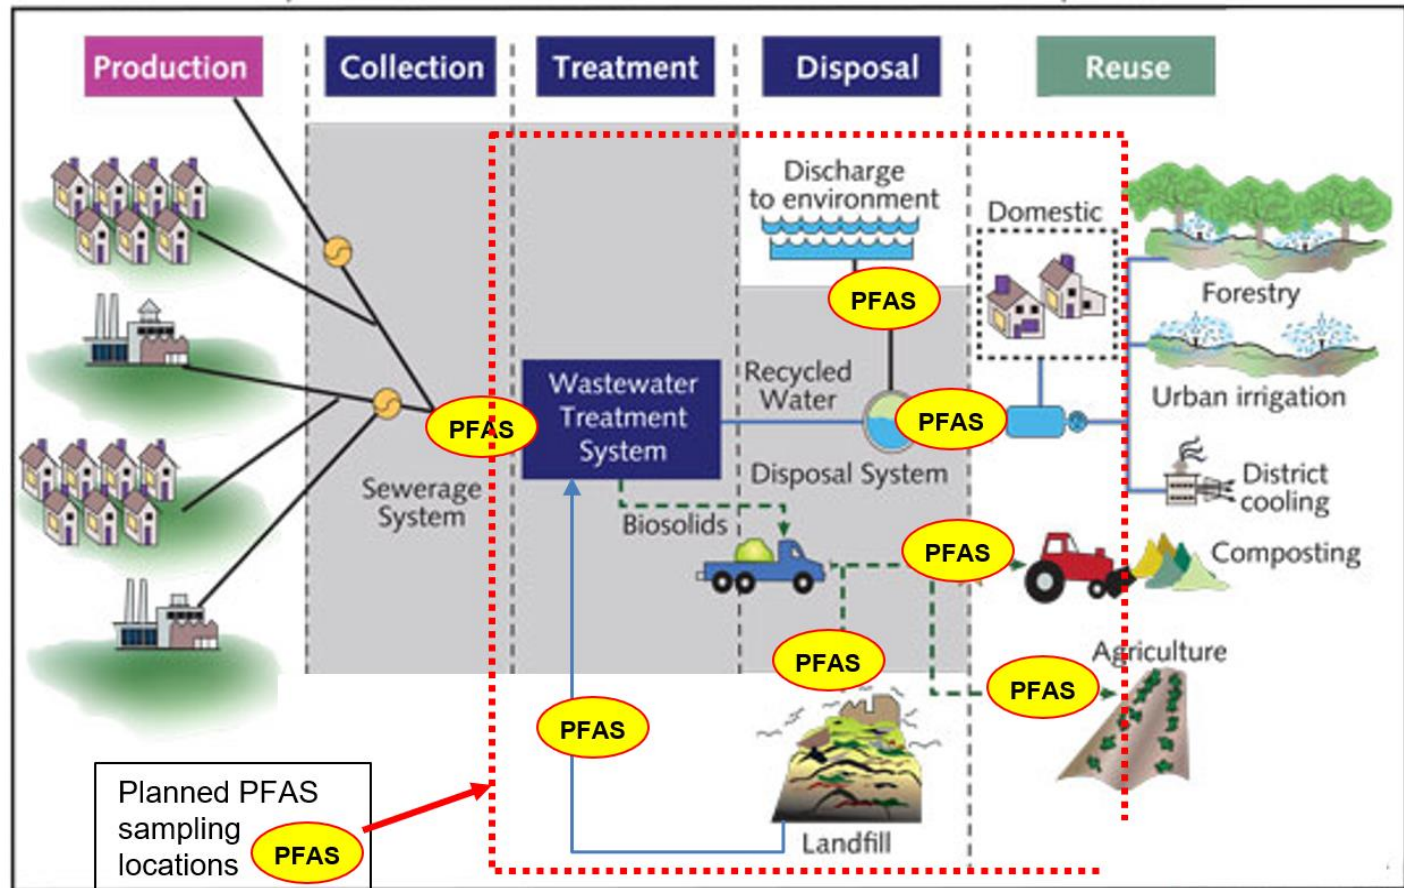 Production
Collection
Treatment
Disposal
Reuse
Discharge
to environment
Domestic
PFAS
Forestry
Wastewater
Treatment
System
Recycled
Water
PFAS
PFAS
Urban irrigation
Disposal System
Sewerage
System
District
cooling
Biosolids
PFAS
Composting
PFAS
Agriculture
PFAS
PFAS
Landfill
Planned PFAS
sampling
locations
PFAS